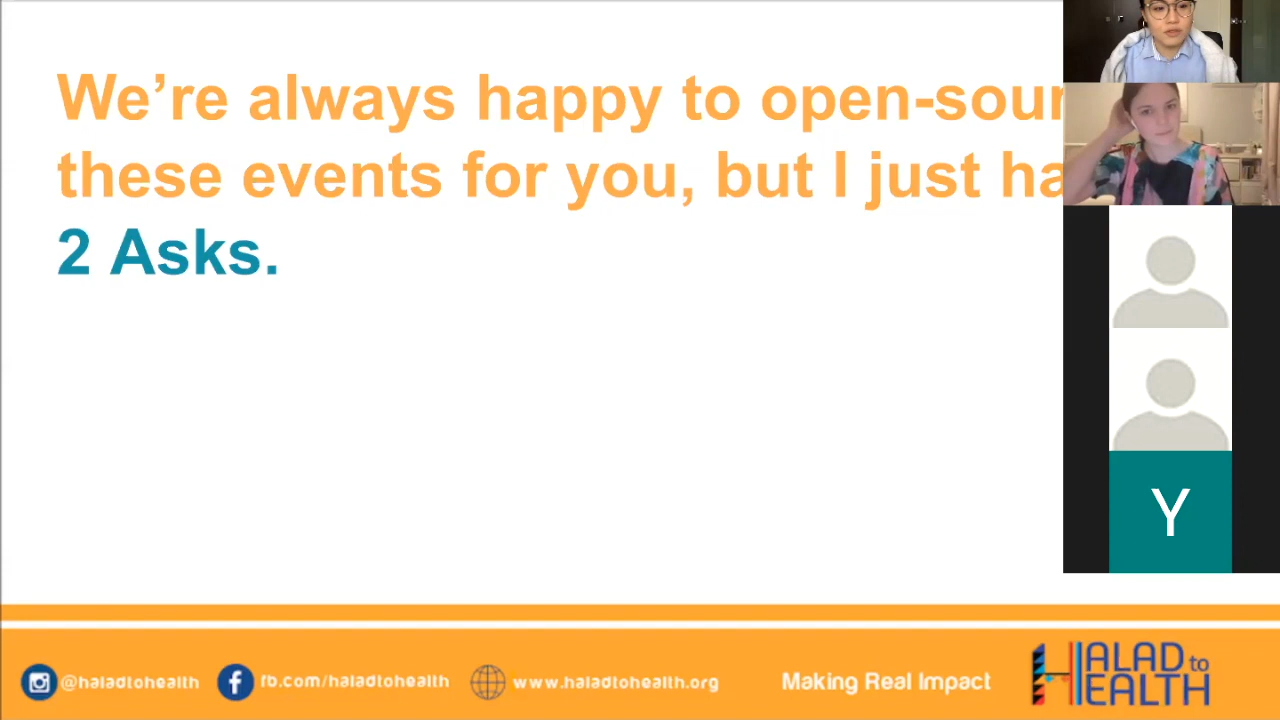 We're always happy to open-sour
these events for you, but I just ha
2 Asks.
Y
@haladtohealth
fb.com/haladtohealth
www.haladtohealth.org
Making Real Impact
HALAD to
HEALTH